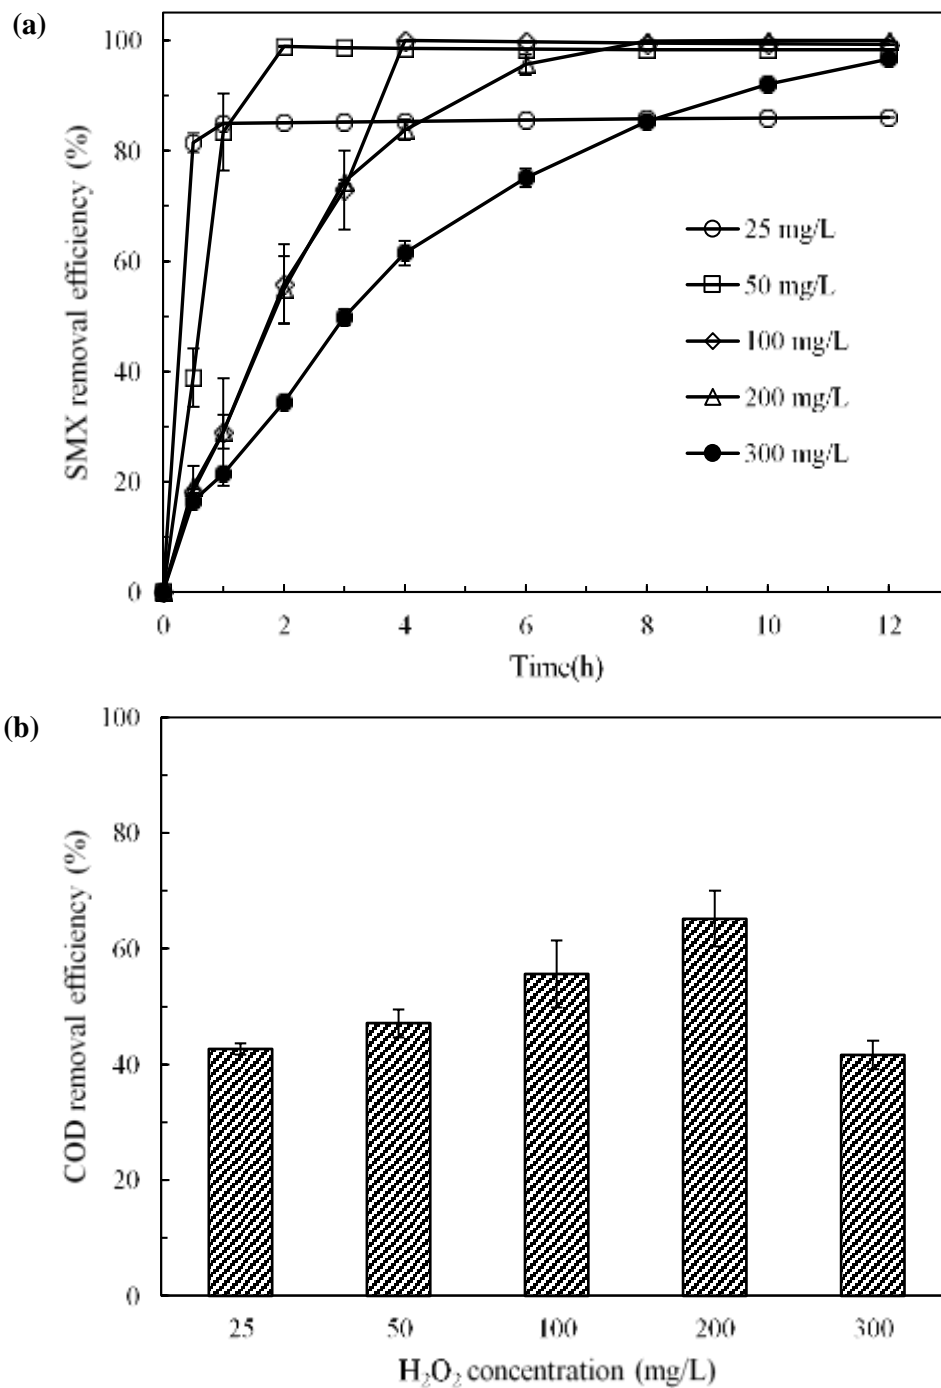 (a)
100
80
60
40
20
0
SMX removal efficiency (%)
25 mg/L
50 mg/L
100 mg/L
200 mg/L
300 mg/L
0 2 4 6 8 10 12
Time(h)
(b)
100
80
60
40
20
0
COD removal efficiency (%)
25 50 100 200 300
H₂O₂ concentration (mg/L)